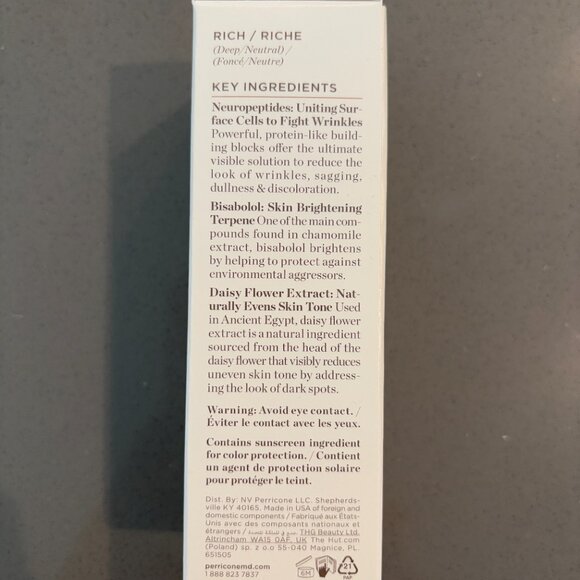 RICH / RICHE
(Deep/Neutral) /
(Foncé/Neutre)
KEY INGREDIENTS
Neuropeptides: Uniting Sur-
face Cells to Fight Wrinkles
Powerful, protein-like build-
ing blocks offer the ultimate
visible solution to reduce the
look of wrinkles, sagging,
dullness & discoloration.
Bisabolol: Skin Brightening
Terpene One of the main com-
pounds found in chamomile
extract, bisabolol brightens
by helping to protect against
environmental aggressors.
Daisy Flower Extract: Nat-
urally Evens Skin Tone Used
in Ancient Egypt, daisy flower
extract is a natural ingredient
sourced from the head of the
daisy flower that visibly reduces
uneven skin tone by address-
ing the look of dark spots.
Warning: Avoid eye contact. /
Éviter le contact avec les yeux.
Contains sunscreen ingredient
for color protection. / Contient
un agent de protection solaire
pour protéger le teint.
Dist. By: NV Perricone LLC. Shepherds-
ville KY 40165. Made in USA of foreign and
domestic components / Fabriqué aux États-
Unis avec des composants nationaux et
étrangers / THG Beauty Ltd.
Altrincham WA15 0AF, UK The Hut.com
(Poland) sp. z o.o 55-040 Magnice, PL.
651505
perriconemd.com
1 888 823 7837
6M
21
PAP